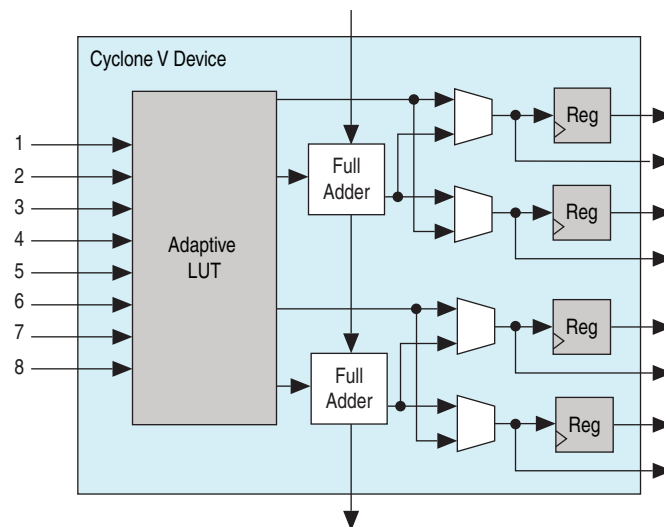 Cyclone V Device
1
2
3
4
5
6
7
8
Adaptive
LUT
Full
Adder
Full
Adder
Reg
Reg
Reg
Reg